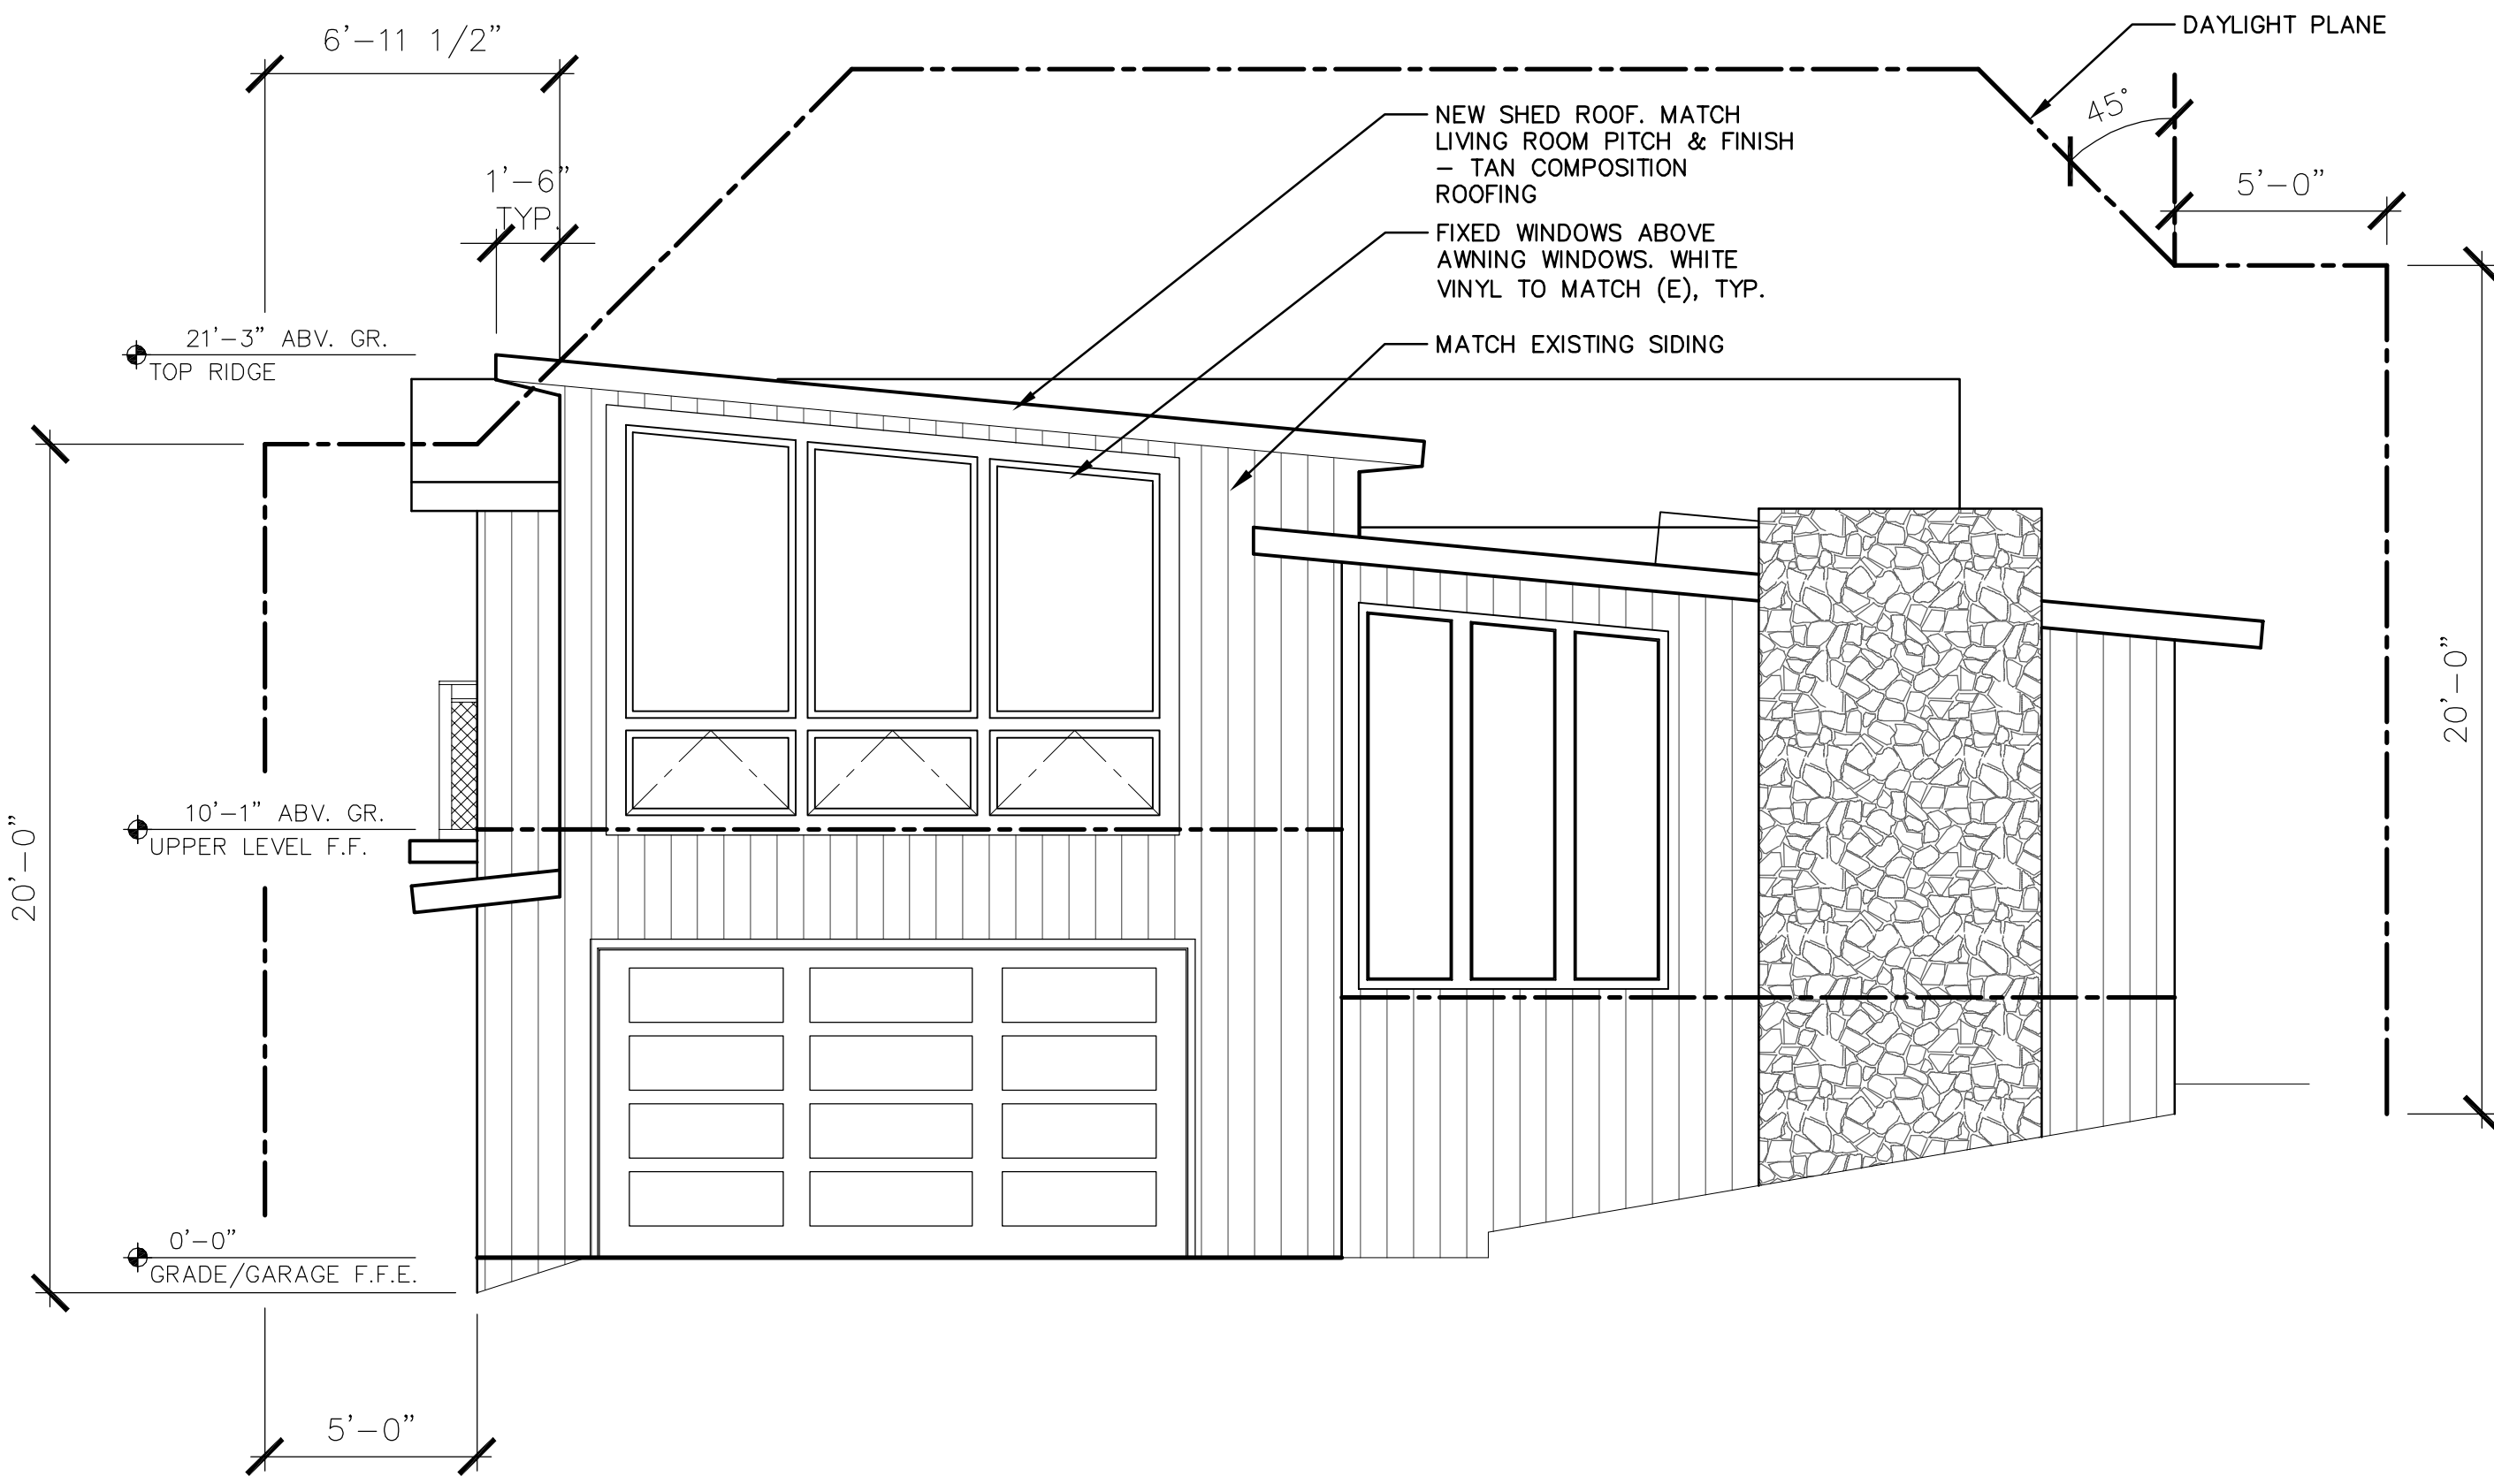 DAYLIGHT PLANE
6'-11 1/2"
45°
NEW SHED ROOF. MATCH
LIVING ROOM PITCH & FINISH
- TAN COMPOSITION
ROOFING
1'-6"
TYP.
5'-0"
FIXED WINDOWS ABOVE
AWNING WINDOWS. WHITE
VINYL TO MATCH (E), TYP.
21'-3" ABV. GR.
TOP RIDGE
MATCH EXISTING SIDING
20'-0"
10'-1" ABV. GR.
UPPER LEVEL F.F.
20'-0"
0'-0"
GRADE/GARAGE F.F.E.
5'-0"